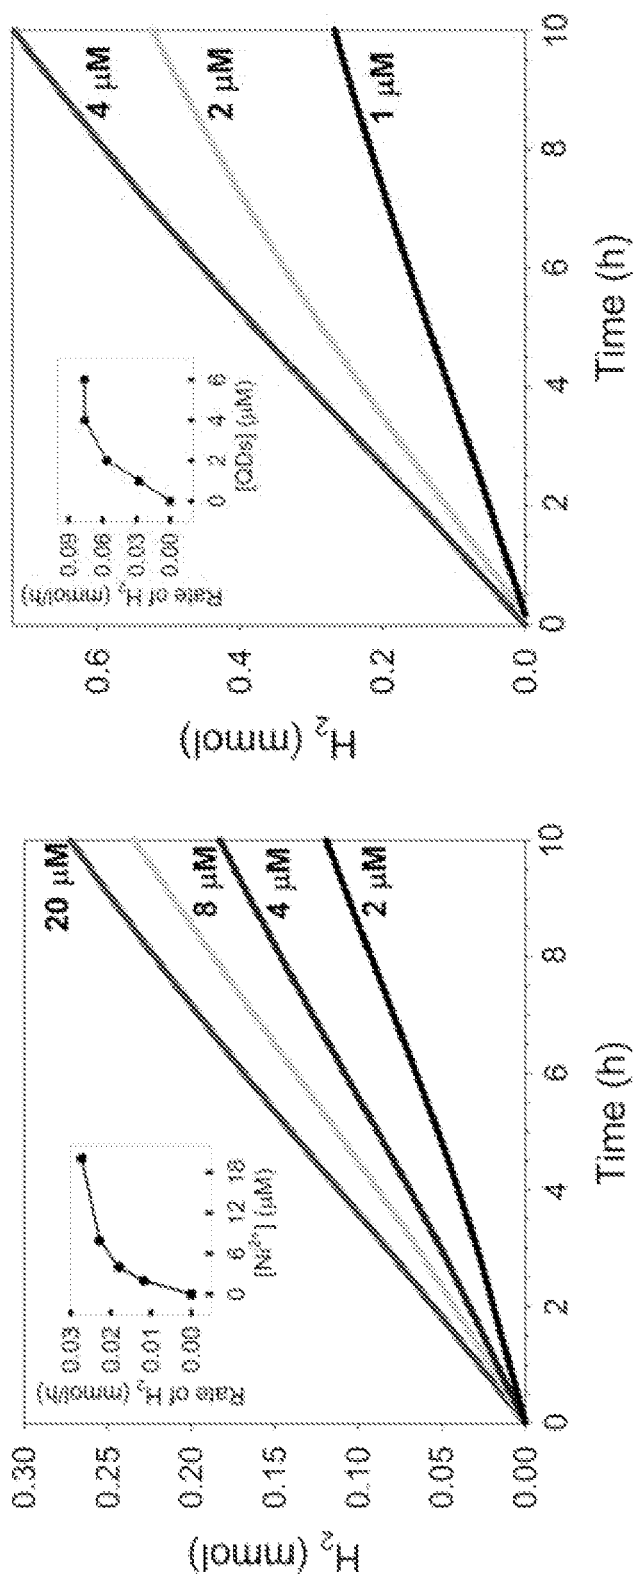 H2 (mmol)
0.30
0.25
0.20
0.15
0.10
0.05
0.00
0
2
4
6
8
10
Time (h)
20 μM
8 μM
4 μM
2 μM
Rate of H2 (mmol/h)
0.03
0.02
0.01
0.00
0
6
12
18
[Ni2+] (μM)
H2 (mmol)
0.6
0.4
0.2
0.0
0
2
4
6
8
10
Time (h)
4 μM
2 μM
1 μM
Rate of H2 (mmol/h)
0.09
0.06
0.03
0.00
0
2
4
6
[QDs] (μM)